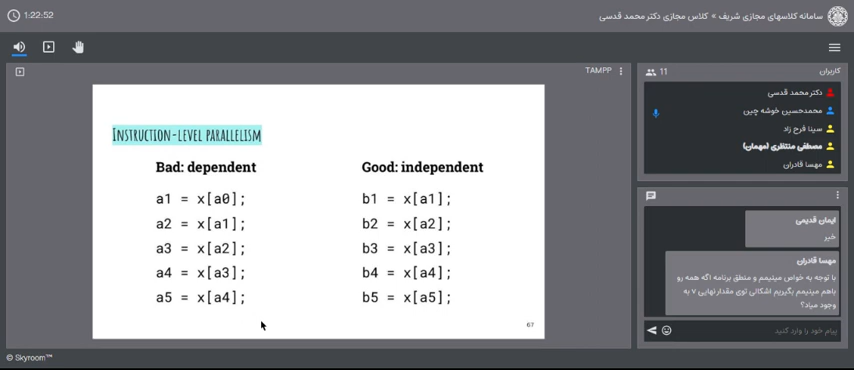 1:22:52
سامانه کلاسهای مجازی شریف » کلاس مجازی دکتر محمد قدسی
TAMPP
Instruction-level parallelism
Bad: dependent
a1 = x[a0];
a2 = x[a1];
a3 = x[a2];
a4 = x[a3];
a5 = x[a4];
Good: independent
b1 = x[a1];
b2 = x[a2];
b3 = x[a3];
b4 = x[a4];
b5 = x[a5];
67
کاربران
11
دکتر محمد قدسی
محمدحسین خوشه چین
سینا فرح زاد
مصطفی منتظری (مهمان)
مهسا قادران
ایمان قدیمی
خیر
مهسا قادران
با توجه به خواص مینیمم و منطق برنامه اگه همه رو
باهم مینیمم بگیریم اشکالی توی مقدار نهایی v به
وجود میاد؟
پیام خود را وارد کنید
© Skyroom™